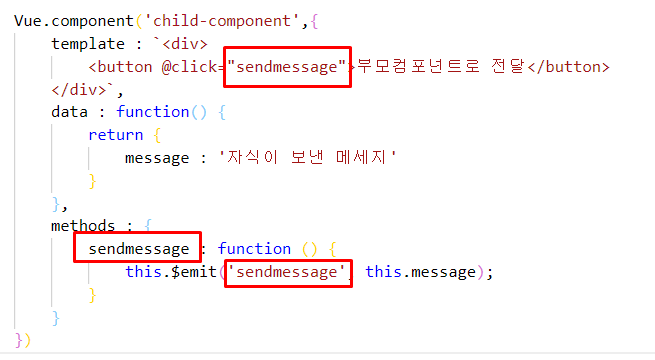 Vue.component('child-component',{
template : `<div>
<button @click="sendmessage">부모컴포넌트로 전달</button>
</div>`,
data : function() {
return {
message : '자식이 보낸 메세지'
}
},
methods : {
sendmessage : function () {
this.$emit('sendmessage', this.message);
}
}
})